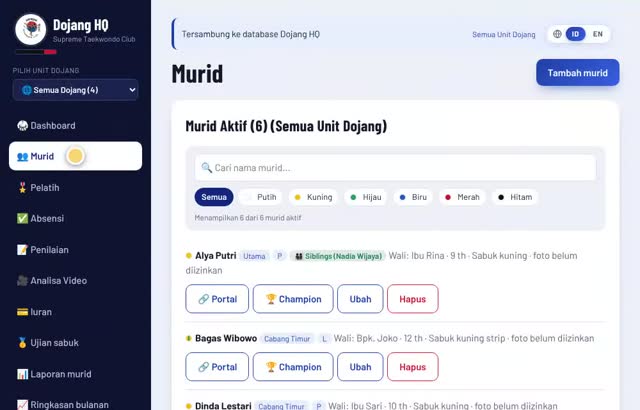 Dojang HQ
Supreme Taekwondo Club
PILIH UNIT DOJANG
Semua Dojang (4)
Dashboard
Murid
Pelatih
Absensi
Penilaian
Analisa Video
Iuran
Ujian sabuk
Laporan murid
Ringkasan bulanan
Tersambung ke database Dojang HQ
Semua Unit Dojang
ID
EN
Murid
Tambah murid
Murid Aktif (6) (Semua Unit Dojang)
Cari nama murid...
Semua Putih Kuning Hijau Biru Merah Hitam
Menampilkan 6 dari 6 murid aktif
Alya Putri Utama P Siblings (Nadia Wijaya) Wali: Ibu Rina · 9 th · Sabuk kuning · foto belum
diizinkan
Portal Champion Ubah Hapus
Bagas Wibowo Cabang Timur L Wali: Bpk. Joko · 12 th · Sabuk kuning strip · foto belum diizinkan
Portal Champion Ubah Hapus
Dinda Lestari Cabang Timur P Wali: Ibu Sari · 10 th · Sabuk kuning · foto belum diizinkan